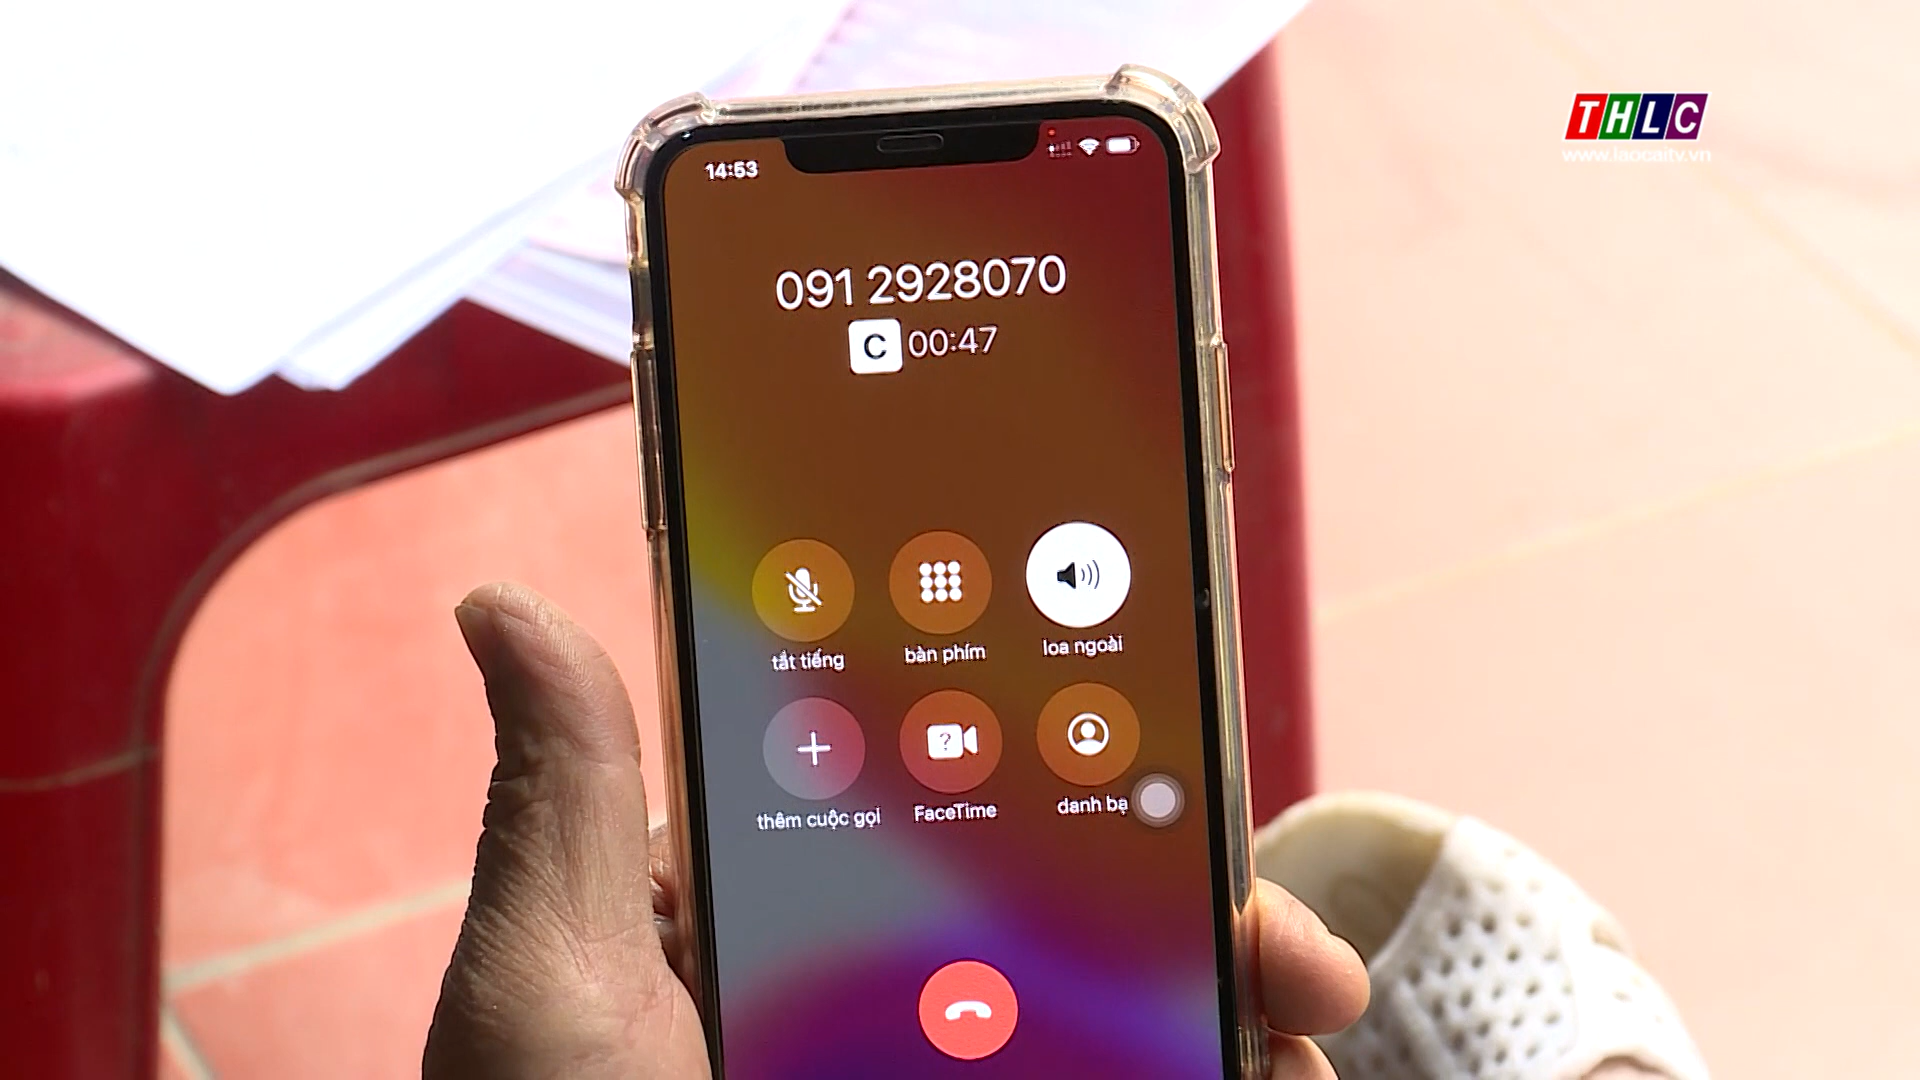 THLC
www.laocaitv.vn
14:53
091 2928070
C 00:47
tắt tiếng
bàn phím
loa ngoài
thêm cuộc gọi
FaceTime
danh bạ